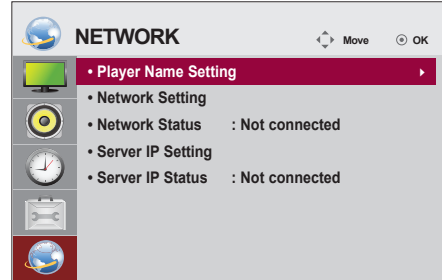 NETWORK Move OK
• Player Name Setting
• Network Setting
• Network Status : Not connected
• Server IP Setting
• Server IP Status : Not connected